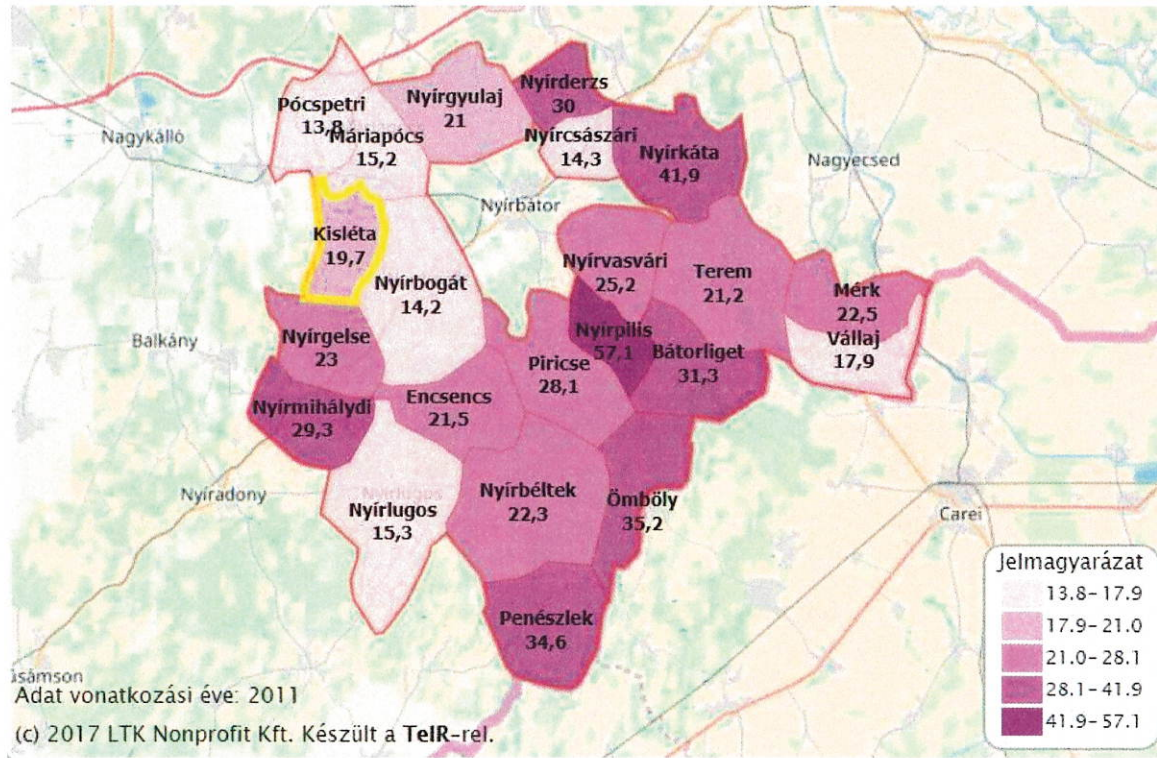 Pócspetri
13,8
Máriapócs
15,2
Nyírgyulaj
21
Nyírderzs
30
Nyírcsászári
14,3
Nyírkáta
41,9
Nagykálló
Nagyecsed
Nyírbátor
Kisléta
19,7
Nyírbogát
14,2
Nyírvasvári
25,2
Terem
21,2
Mérk
22,5
Vállaj
17,9
Balkány
Nyírgelse
23
Nyírpilis
57,1
Bátorliget
31,3
Piricse
28,1
Encsencs
21,5
Nyírmihálydi
29,3
Nyíradony
Nyírlugos
Nyírlugos
15,3
Nyírbéltek
22,3
Ömböly
35,2
Carei
Penészlek
34,6
Jelmagyarázat
13.8-17.9
17.9-21.0
21.0-28.1
28.1-41.9
41.9-57.1
sámson
Adat vonatkozási éve: 2011
(c) 2017 LTK Nonprofit Kft. Készült a TeIR-rel.